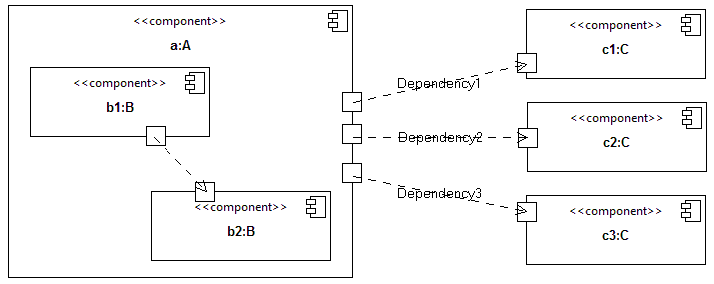 <<component>>
a:A
<<component>>
b1:B
<<component>>
b2:B
Dependency1
Dependency2
Dependency3
<<component>>
c1:C
<<component>>
c2:C
<<component>>
c3:C